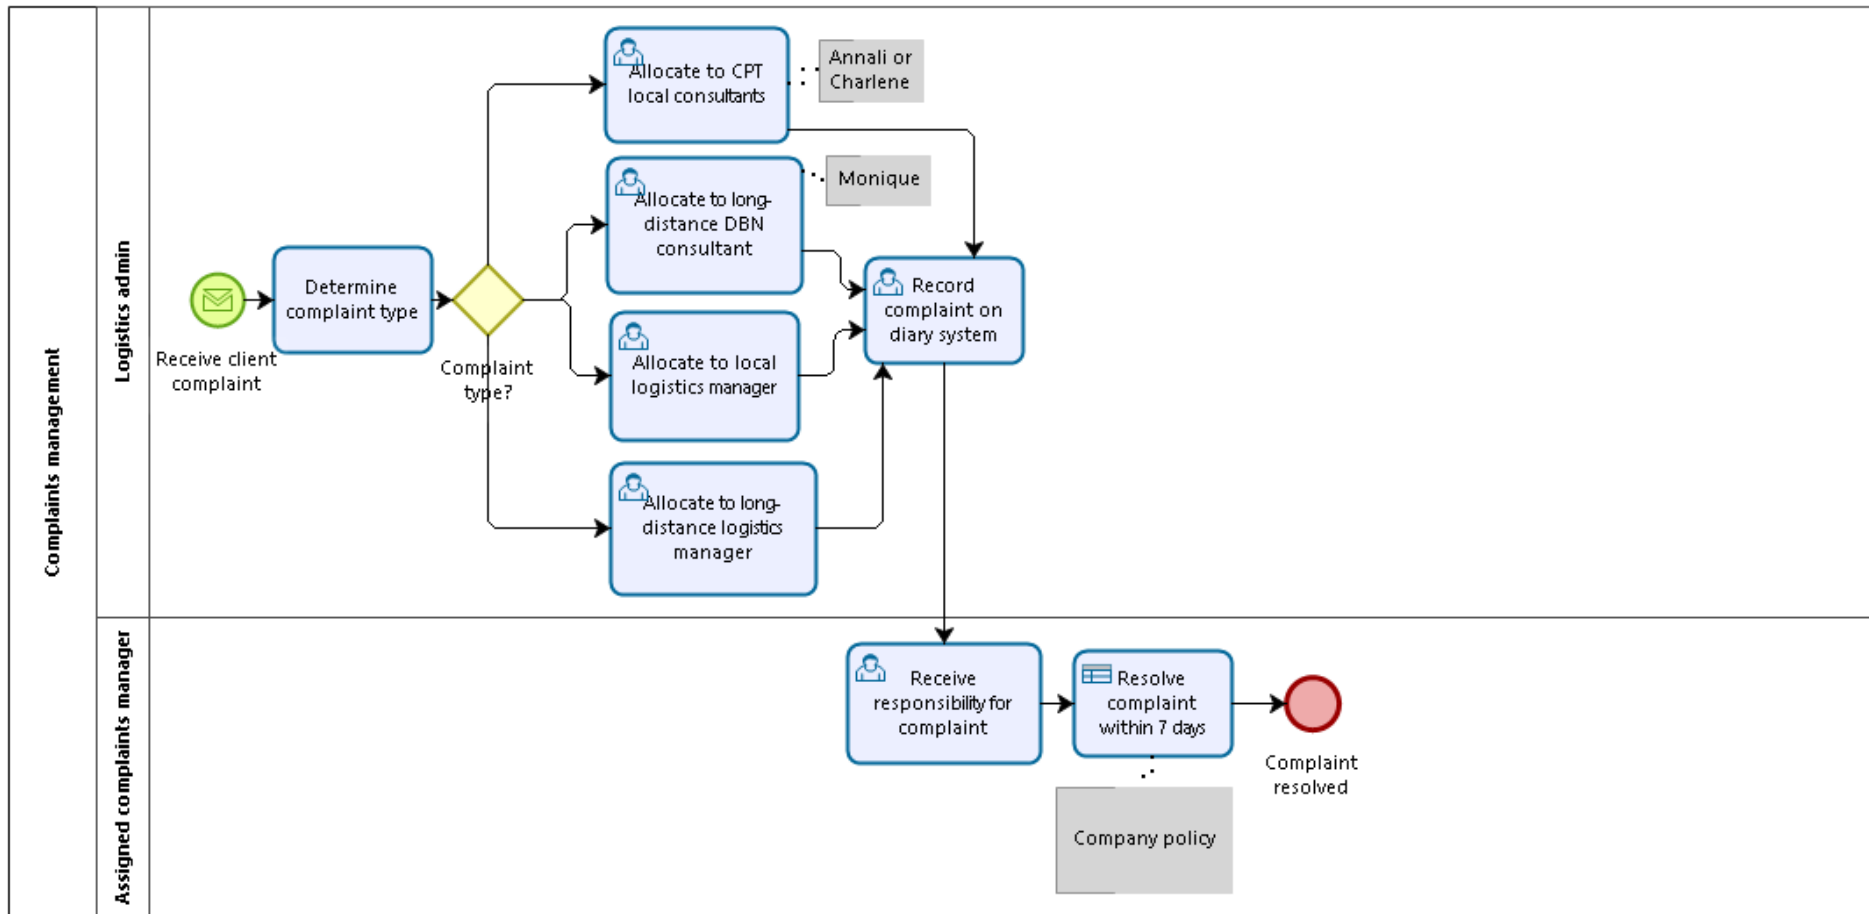 Complaints management
Logistics admin
Receive client
complaint
Determine
complaint type
Complaint
type?
Allocate to CPT
local consultants
Annali or
Charlene
Allocate to long-
distance DBN
consultant
Monique
Allocate to local
logistics manager
Allocate to long-
distance logistics
manager
Record
complaint on
diary system
Assigned complaints manager
Receive
responsibility for
complaint
Resolve
complaint
within 7 days
Company policy
Complaint
resolved